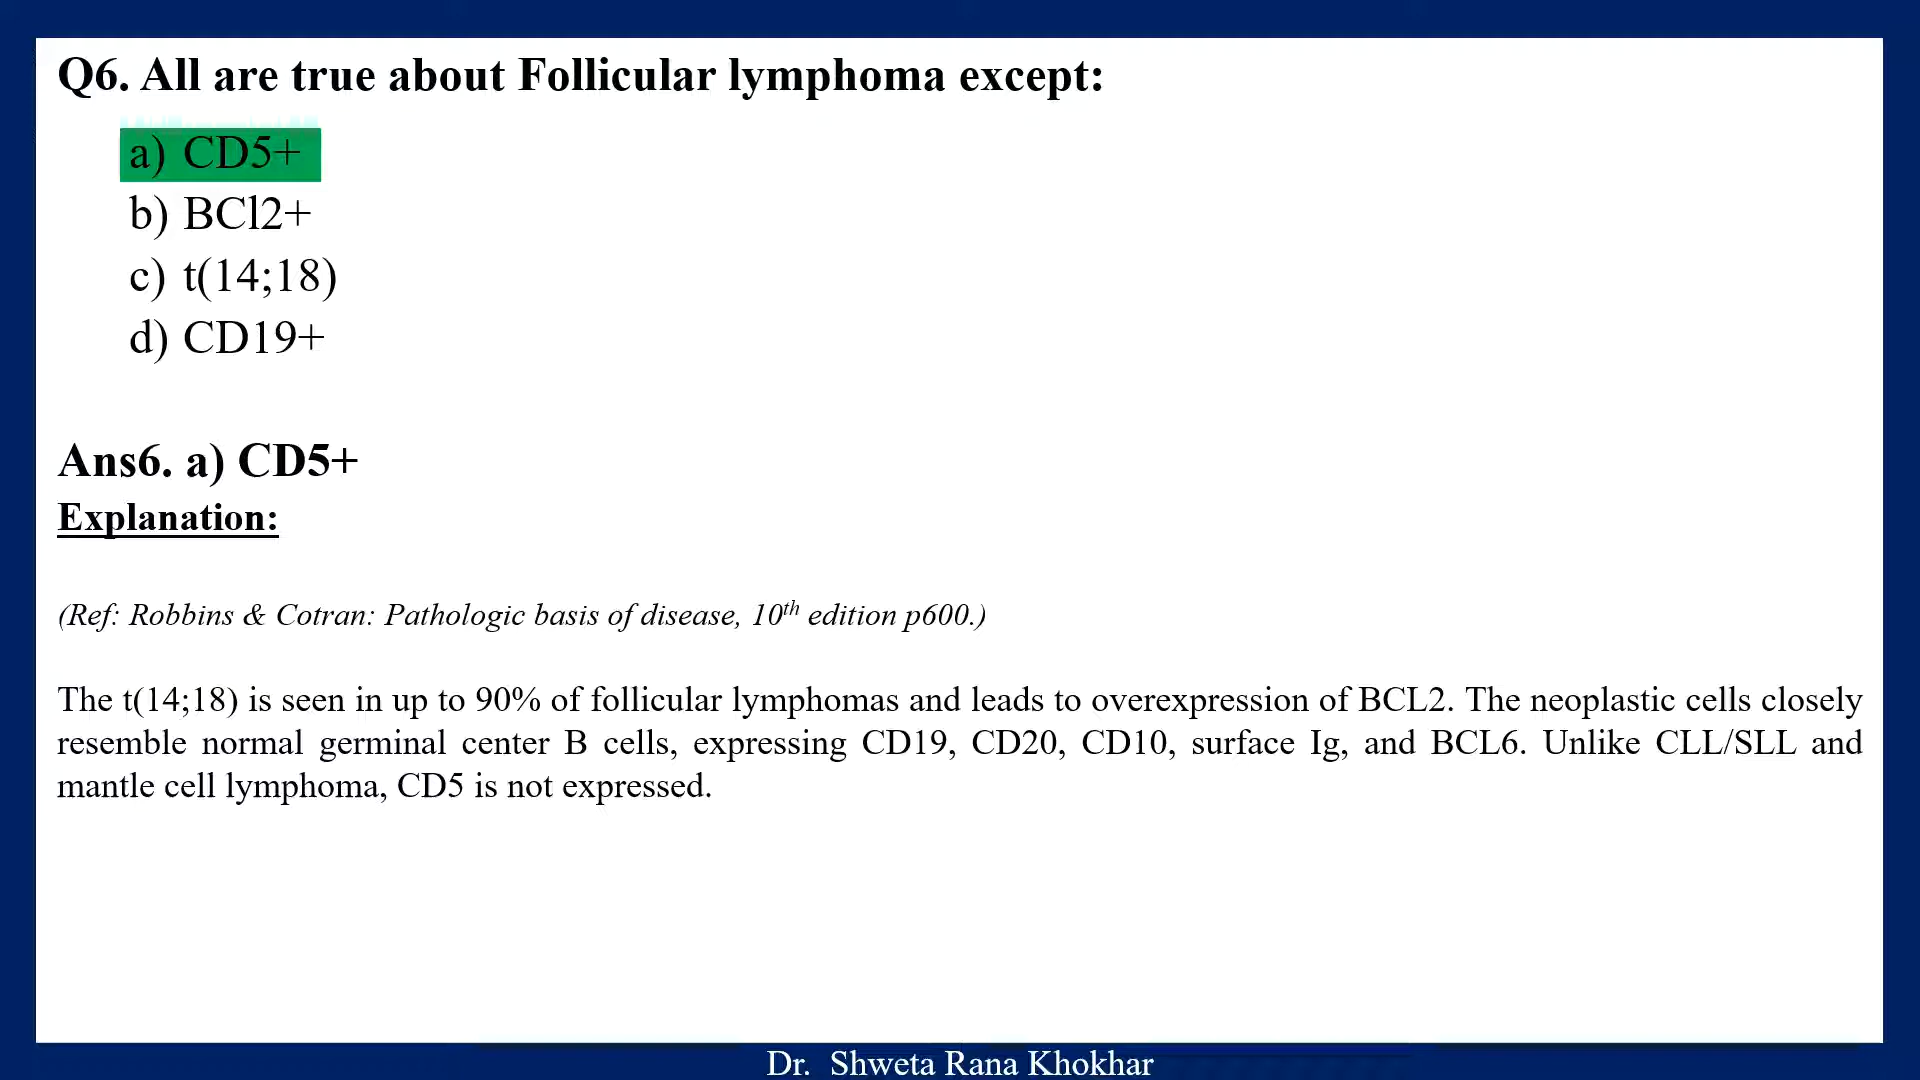 Q6. All are true about Follicular lymphoma except:
a) CD5+
b) BCl2+
c) t(14;18)
d) CD19+
Ans6. a) CD5+
Explanation:
(Ref: Robbins & Cotran: Pathologic basis of disease, 10th edition p600.)
The t(14;18) is seen in up to 90% of follicular lymphomas and leads to overexpression of BCL2. The neoplastic cells closely
resemble normal germinal center B cells, expressing CD19, CD20, CD10, surface Ig, and BCL6. Unlike CLL/SLL and
mantle cell lymphoma, CD5 is not expressed.
Dr. Shweta Rana Khokhar